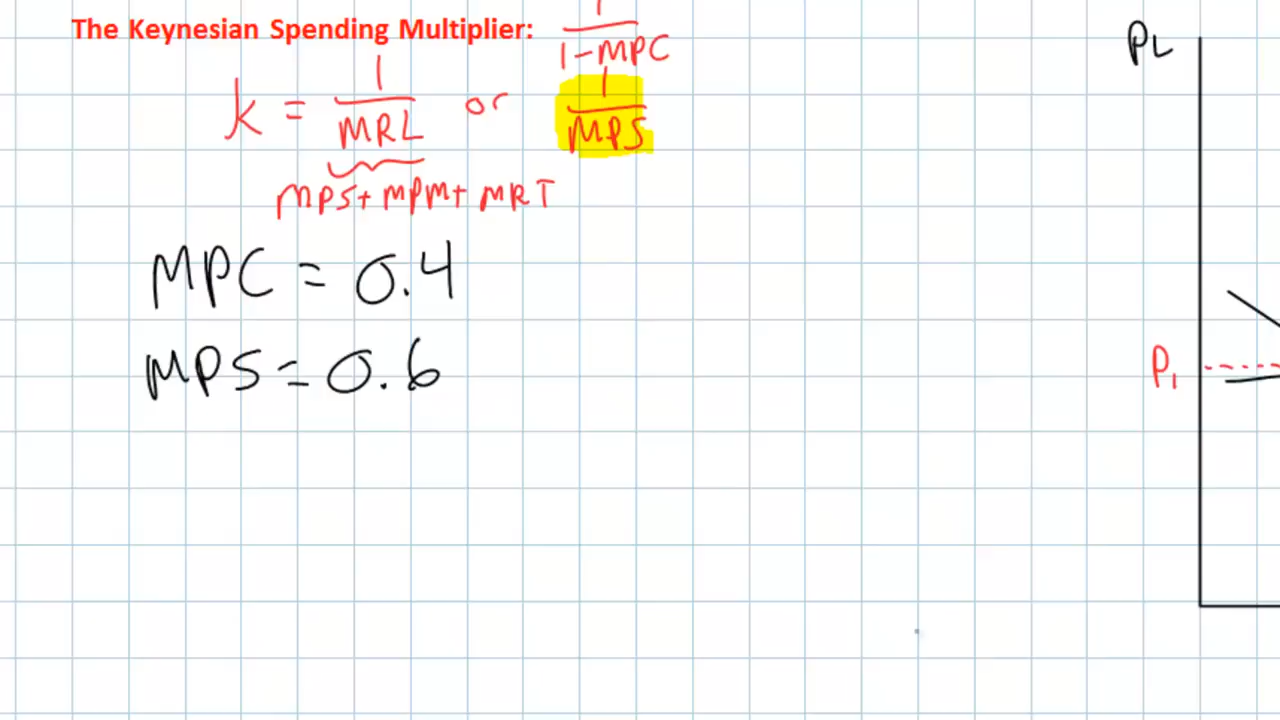 The Keynesian Spending Multiplier:
1
1-MPC
k = 1/MRL or 1/MPS
MPS+MPM+MRT
MPC = 0.4
MPS = 0.6
PL
P1